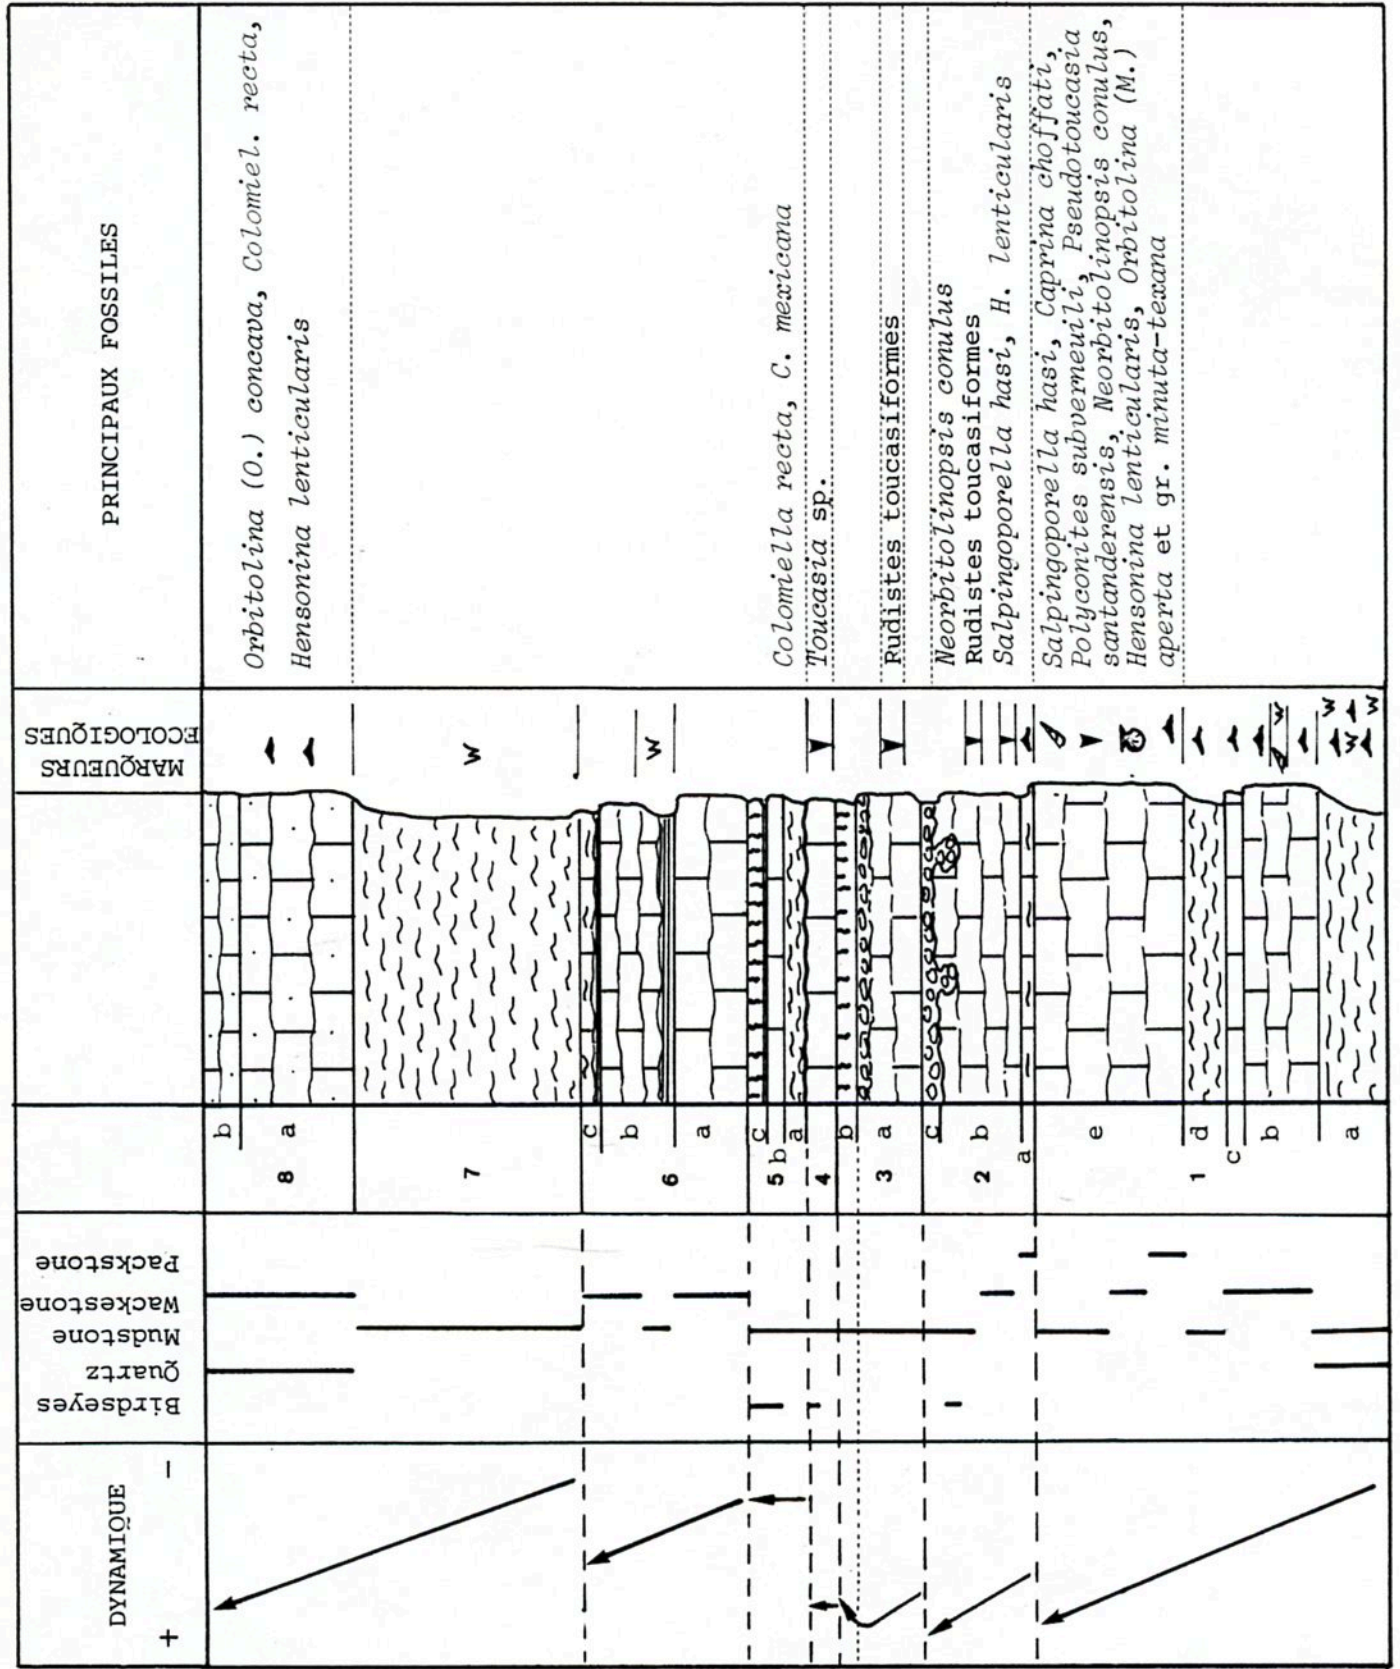 PRINCIPAUX FOSSILES
Orbitolina (O.) concava, Colomiel. recta,
Hensonina lenticularis
Colomiella recta, C. mexicana
Toucasia sp.
Rudistes toucasiformes
Neorbitolinopsis conulus
Rudistes toucasiformes
Salpingoporella hasi, H. lenticularis
Salpingoporella hasi, Caprina choffati,
Polyconites subverneuili, Pseudotoucasia
santanderensis, Neorbitolinopsis conulus,
Hensonina lenticularis, Orbitolina (M.)
aperta et gr. minuta-texana
MARQUEURS
ECOLOGIQUES
w
w
w
w
w
w
b
a
8
7
c
b
a
6
c
b
a
5
4
b
a
3
c
b
a
2
e
d
c
b
a
1
Packstone
Wackestone
Mudstone
Quartz
Birdseyes
DYNAMIQUE
-
+